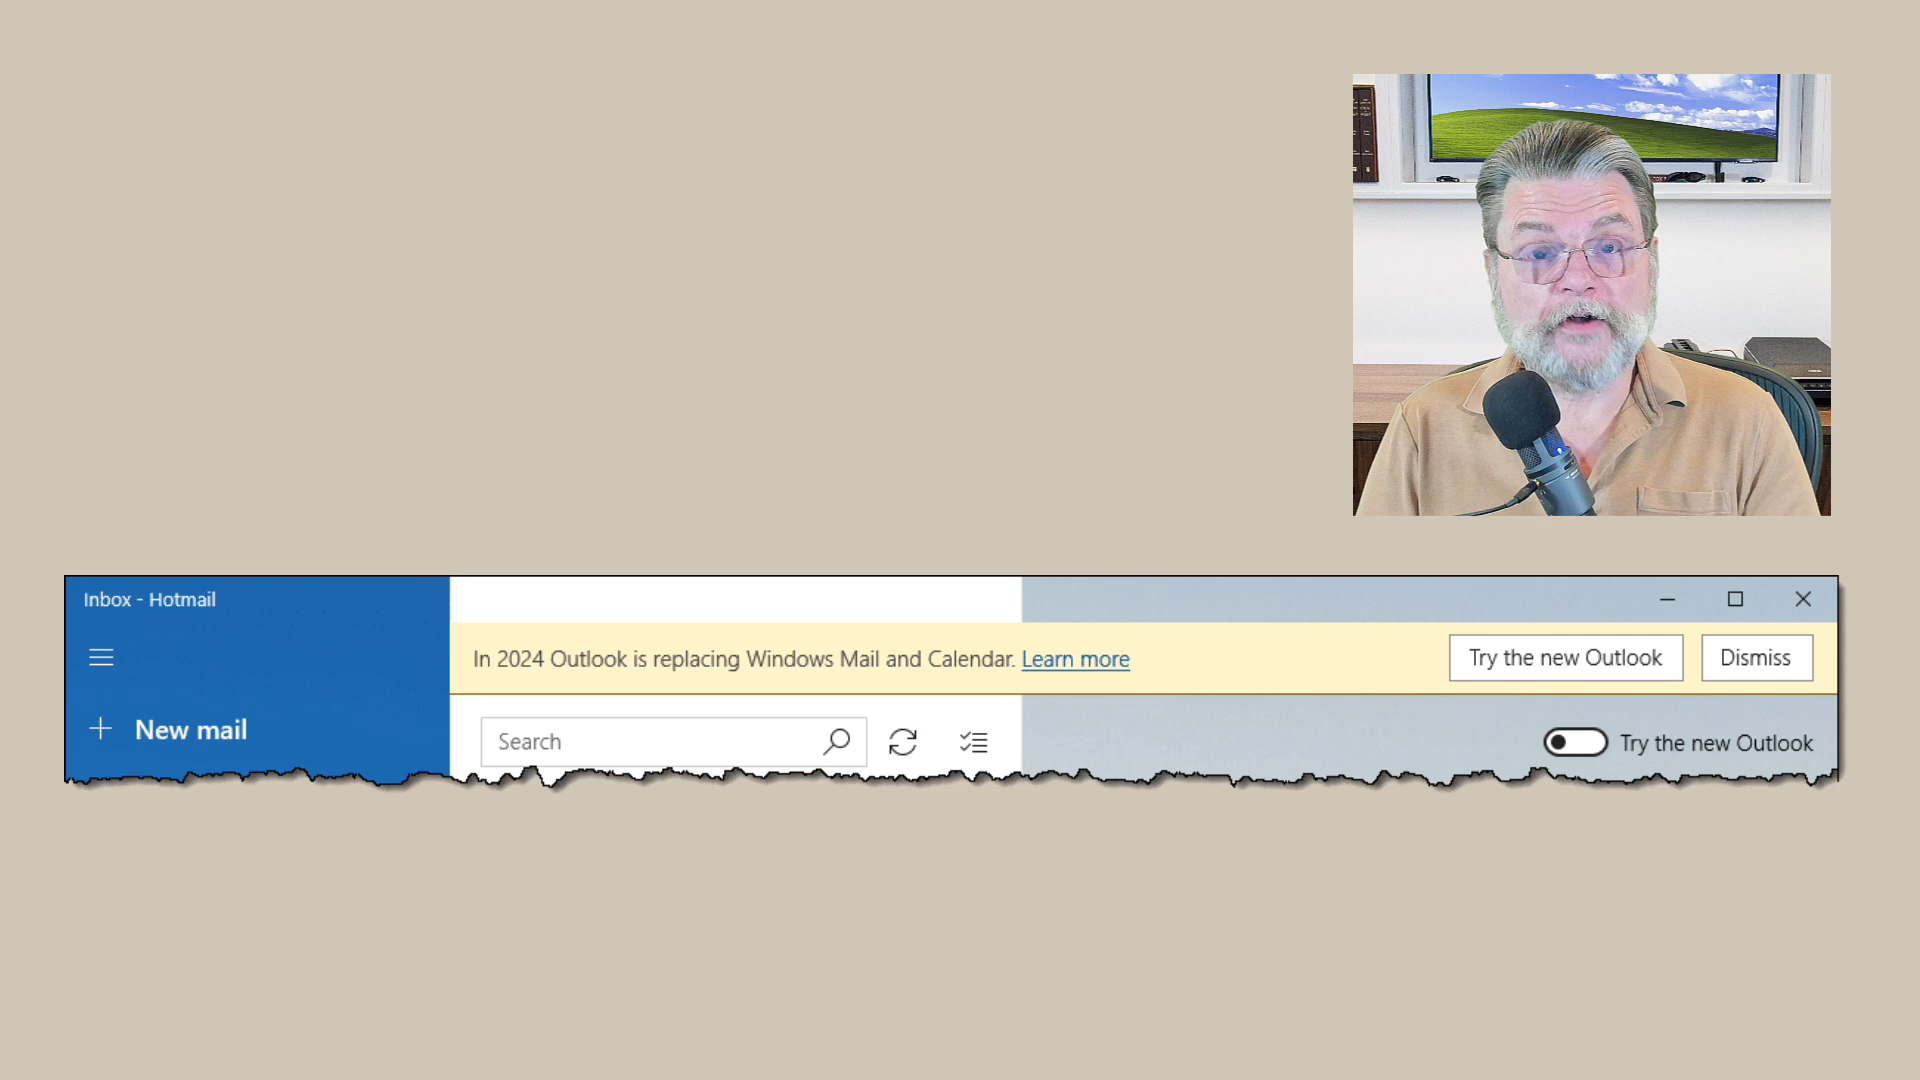 Inbox - Hotmail
In 2024 Outlook is replacing Windows Mail and Calendar. Learn more
Try the new Outlook
Dismiss
New mail
Search
Try the new Outlook